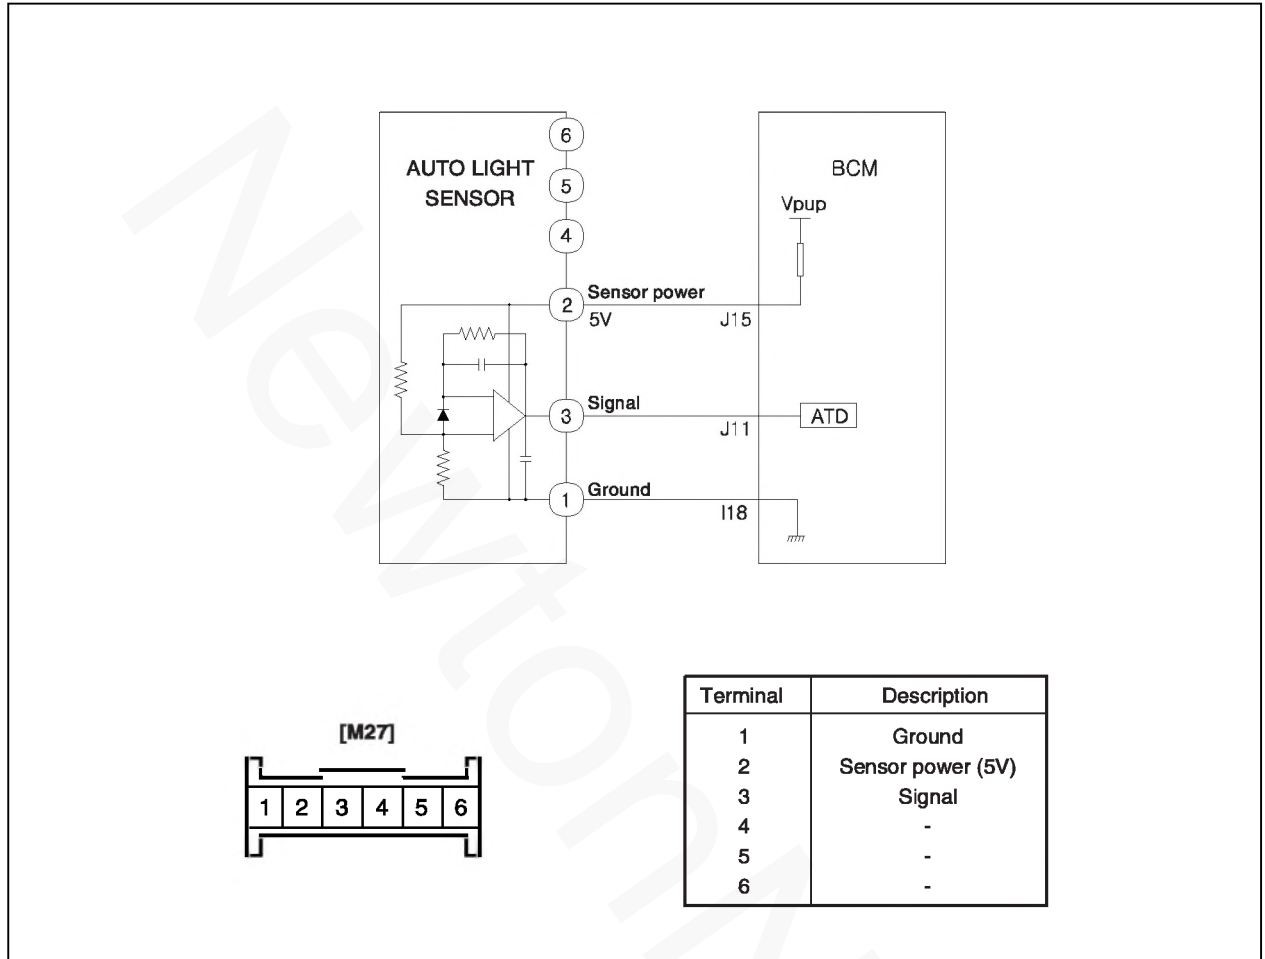 AUTO LIGHT
SENSOR
6
5
4
2
3
1
Sensor power
5V
J15
Signal
J11
Ground
I18
BCM
Vpup
ATD
[M27]
1 2 3 4 5 6
Terminal Description
1 Ground
2 Sensor power (5V)
3 Signal
4 -
5 -
6 -